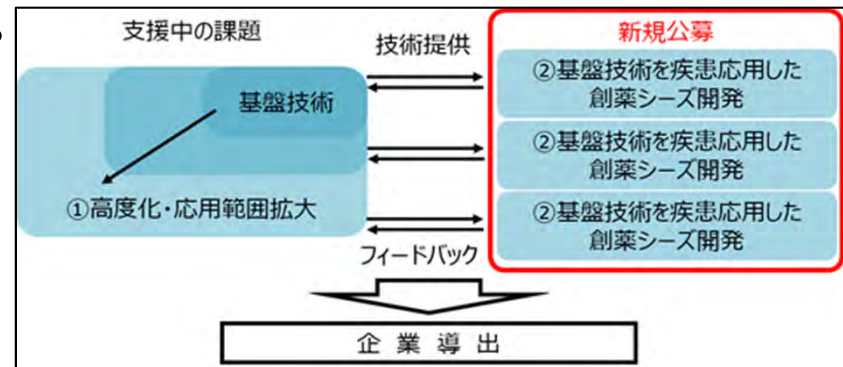 支援中の課題
技術提供
新規公募
基盤技術
①高度化・応用範囲拡大
②基盤技術を疾患応用した
創薬シーズ開発
②基盤技術を疾患応用した
創薬シーズ開発
②基盤技術を疾患応用した
創薬シーズ開発
フィードバック
企業導出